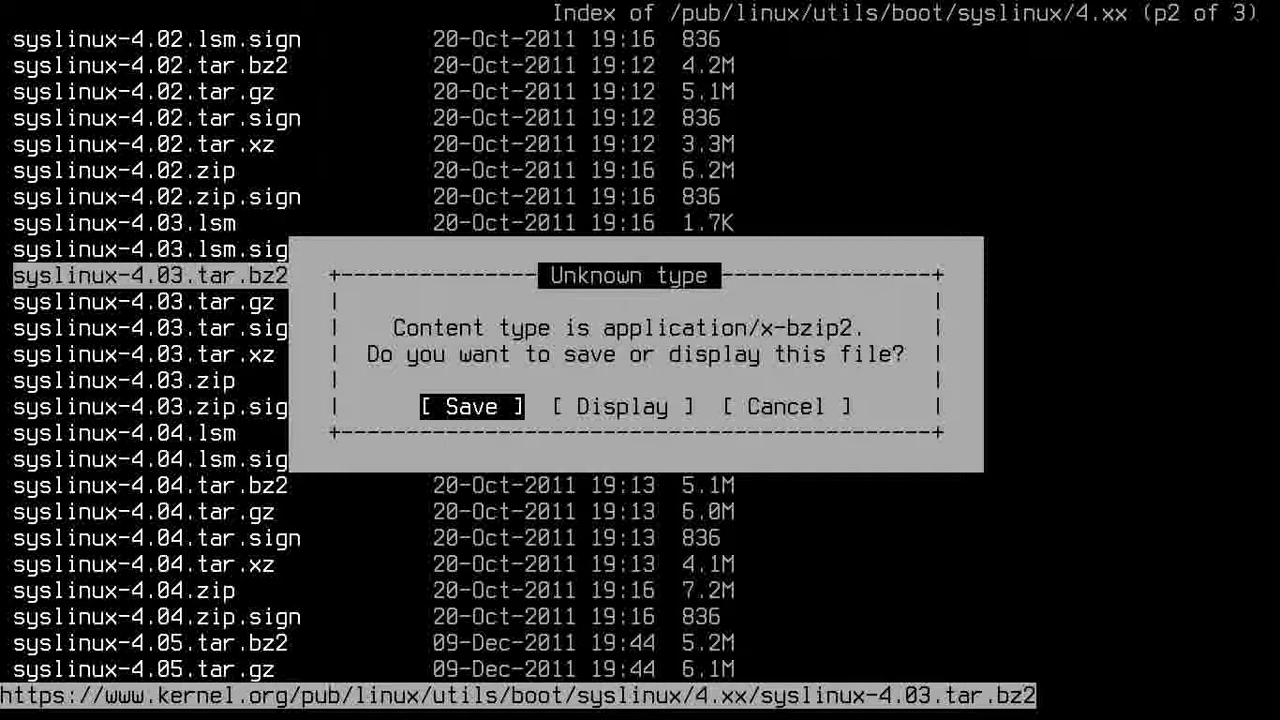 Index of /pub/linux/utils/boot/syslinux/4.xx (p2 of 3)
syslinux-4.02.lsm.sign 20-Oct-2011 19:16 836
syslinux-4.02.tar.bz2 20-Oct-2011 19:12 4.2M
syslinux-4.02.tar.gz 20-Oct-2011 19:12 5.1M
syslinux-4.02.tar.sign 20-Oct-2011 19:12 836
syslinux-4.02.tar.xz 20-Oct-2011 19:12 3.3M
syslinux-4.02.zip 20-Oct-2011 19:16 6.2M
syslinux-4.02.zip.sign 20-Oct-2011 19:16 836
syslinux-4.03.lsm 20-Oct-2011 19:16 1.7K
syslinux-4.03.lsm.sig
syslinux-4.03.tar.bz2 +----------------Unknown type-----------------+
syslinux-4.03.tar.gz
syslinux-4.03.tar.sig Content type is application/x-bzip2.
syslinux-4.03.tar.xz Do you want to save or display this file?
syslinux-4.03.zip
syslinux-4.03.zip.sig [ Save ] [ Display ] [ Cancel ]
syslinux-4.04.lsm
syslinux-4.04.lsm.sig
syslinux-4.04.tar.bz2 20-Oct-2011 19:13 5.1M
syslinux-4.04.tar.gz 20-Oct-2011 19:13 6.0M
syslinux-4.04.tar.sign 20-Oct-2011 19:13 836
syslinux-4.04.tar.xz 20-Oct-2011 19:13 4.1M
syslinux-4.04.zip 20-Oct-2011 19:16 7.2M
syslinux-4.04.zip.sign 20-Oct-2011 19:16 836
syslinux-4.05.tar.bz2 09-Dec-2011 19:44 5.2M
syslinux-4.05.tar.gz 09-Dec-2011 19:44 6.1M
https://www.kernel.org/pub/linux/utils/boot/syslinux/4.xx/syslinux-4.03.tar.bz2